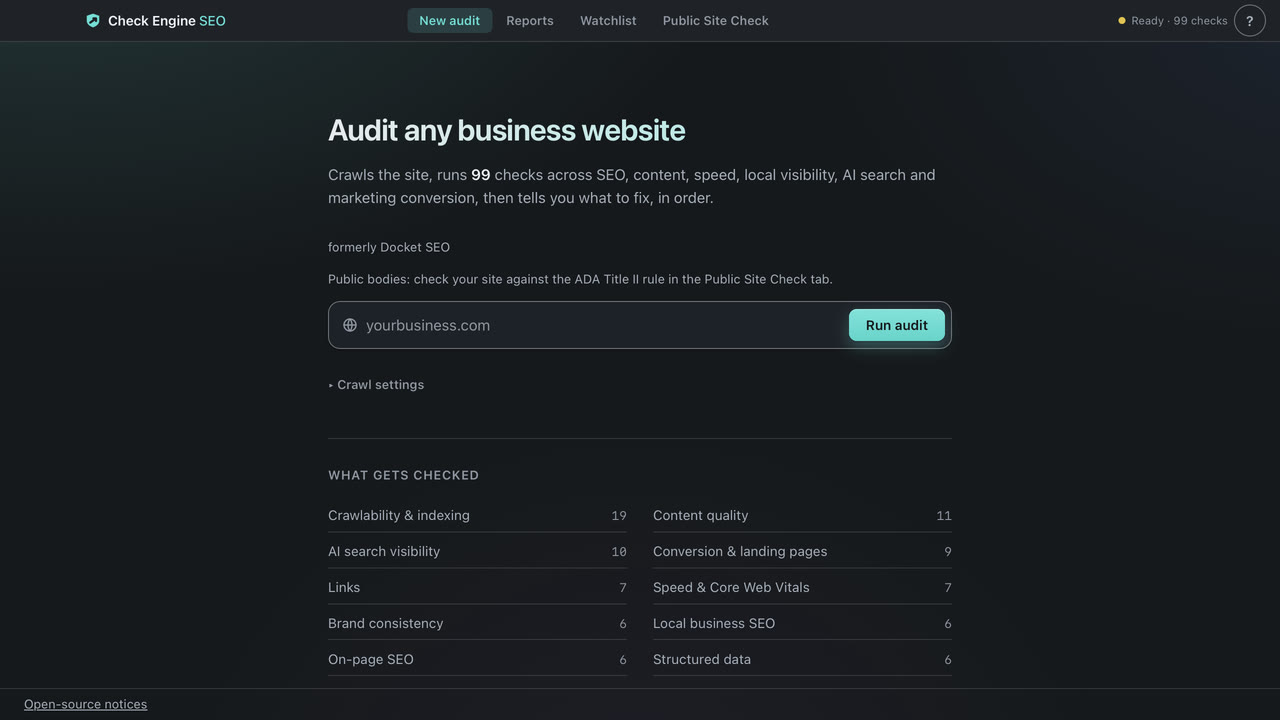 Check Engine SEO
New audit
Reports
Watchlist
Public Site Check
Ready · 99 checks
?
Audit any business website
Crawls the site, runs 99 checks across SEO, content, speed, local visibility, AI search and
marketing conversion, then tells you what to fix, in order.
formerly Docket SEO
Public bodies: check your site against the ADA Title II rule in the Public Site Check tab.
yourbusiness.com
Run audit
▸ Crawl settings
WHAT GETS CHECKED
Crawlability & indexing 19
Content quality 11
AI search visibility 10
Conversion & landing pages 9
Links 7
Speed & Core Web Vitals 7
Brand consistency 6
Local business SEO 6
On-page SEO 6
Structured data 6
Open-source notices